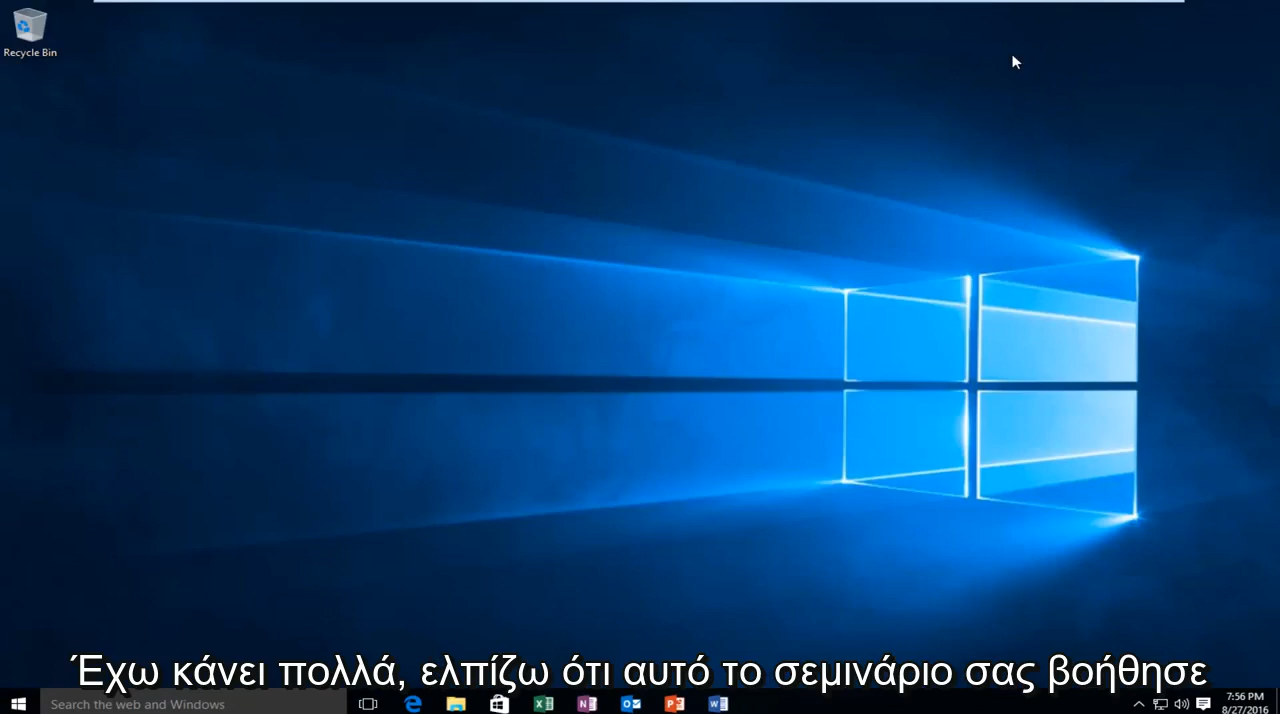 Recycle Bin
Έχω κάνει πολλά, ελπίζω ότι αυτό το σεμινάριο σας βοήθησε
Search the web and Windows
7:56 PM
8/27/2016